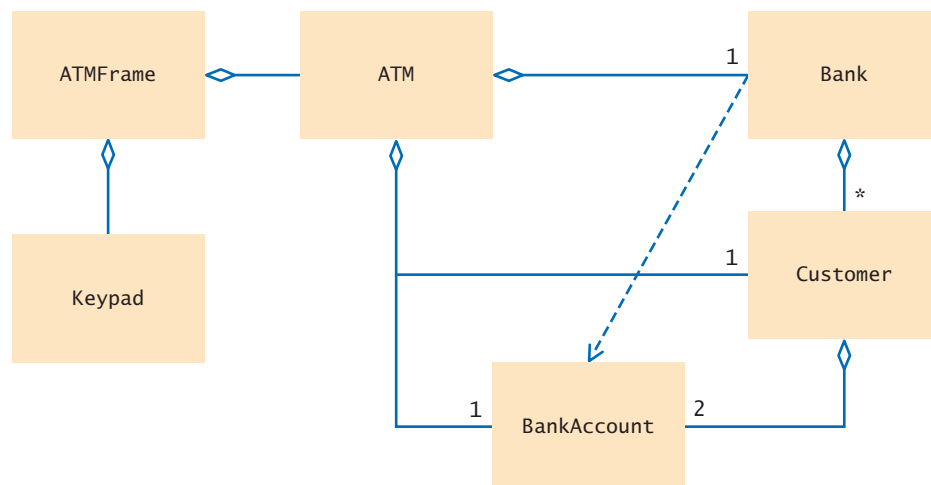 ATMFrame
ATM
1
Bank
*
Keypad
1
Customer
1
BankAccount
2